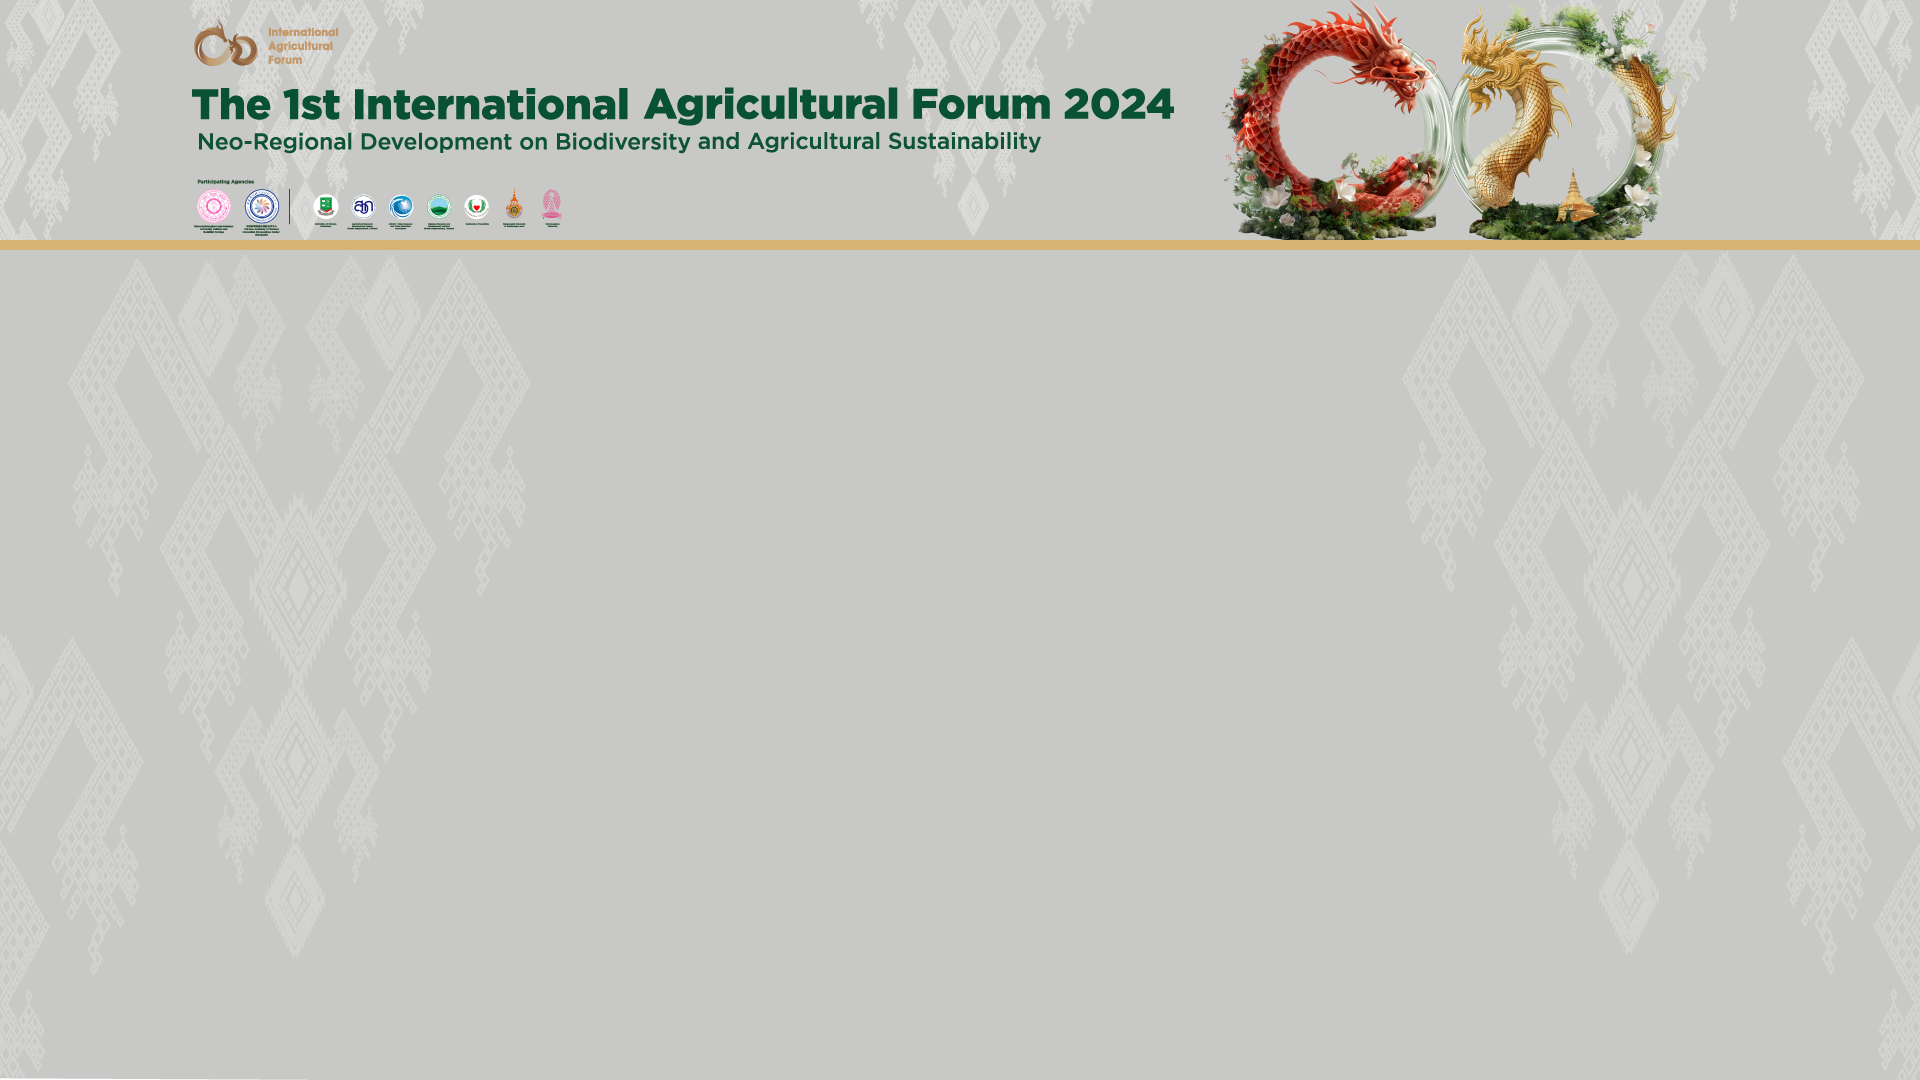 International
Agricultural
Forum
The 1st International Agricultural Forum 2024
Neo-Regional Development on Biodiversity and Agricultural Sustainability
Participating Agencies